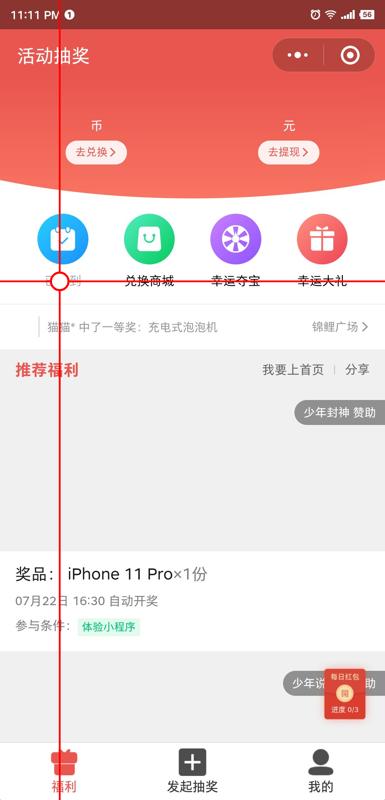 11:11 PM
56
活动抽奖
币
元
去兑换
去提现
兑换商城
幸运夺宝
幸运大礼
猫猫* 中了一等奖：充电式泡泡机
锦鲤广场
推荐福利
我要上首页
分享
少年封神 赞助
奖品： iPhone 11 Pro×1份
07月22日 16:30 自动开奖
参与条件：
体验小程序
少年说
助
每日红包
进度 0/3
福利
发起抽奖
我的